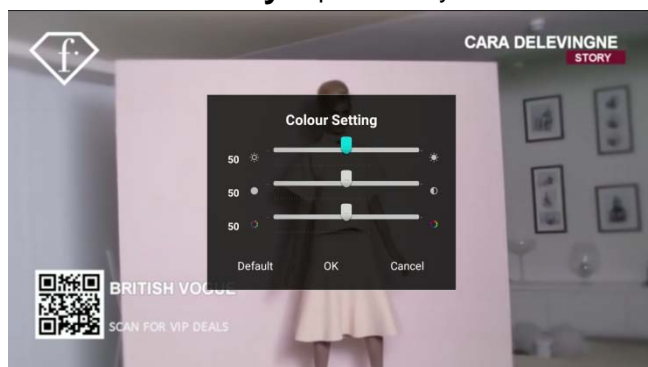 f.
CARA DELEVINGNE
STORY
Colour Setting
50
50
50
Default OK Cancel
BRITISH VOGUE
SCAN FOR VIP DEALS